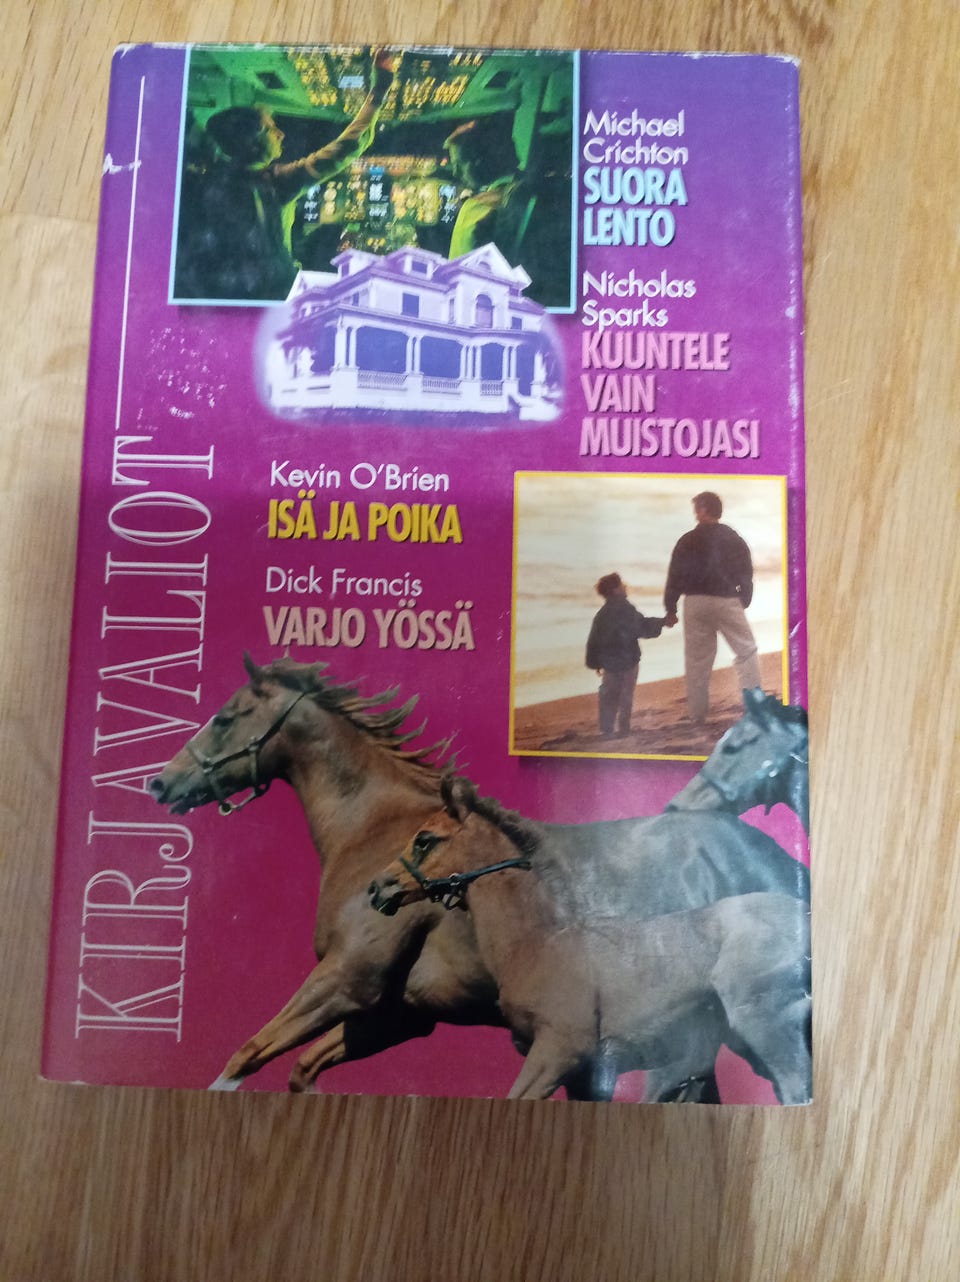 KIRJAVALIOT
Michael
Crichton
SUORA
LENTO
Nicholas
Sparks
KUUNTELE
VAIN
MUISTOJASI
Kevin O'Brien
ISÄ JA POIKA
Dick Francis
VARJO YÖSSÄ